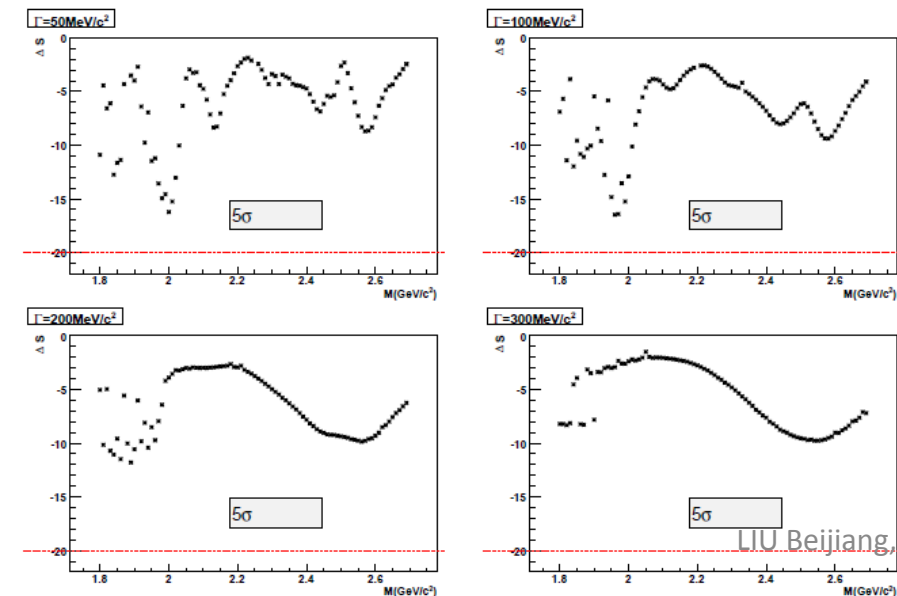 Γ=50MeV/c²
Δ S
0
-5
-10
-15
-20
5σ
1.8 2 2.2 2.4 2.6
M(GeV/c²)
Γ=100MeV/c²
Δ S
0
-5
-10
-15
-20
5σ
1.8 2 2.2 2.4 2.6
M(GeV/c²)
Γ=200MeV/c²
Δ S
0
-5
-10
-15
-20
5σ
1.8 2 2.2 2.4 2.6
M(GeV/c²)
Γ=300MeV/c²
Δ S
0
-5
-10
-15
-20
5σ
LIU Beijiang,
1.8 2 2.2 2.4 2.6
M(GeV/c²)